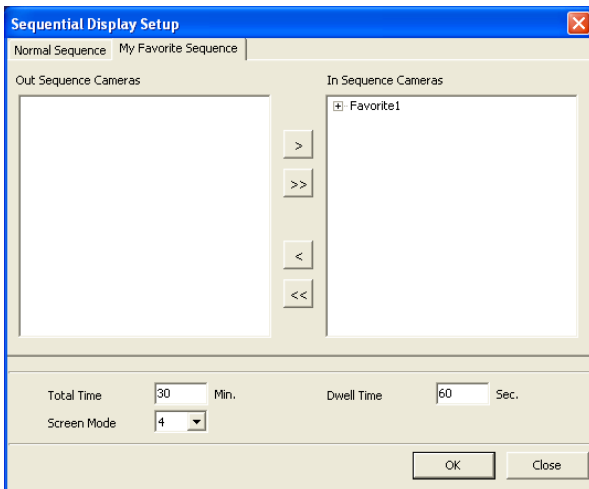 Sequential Display Setup
Normal Sequence My Favorite Sequence
Out Sequence Cameras In Sequence Cameras
Favorite1
>
>>
<
<<
Total Time 30 Min. Dwell Time 60 Sec.
Screen Mode 4
OK Close